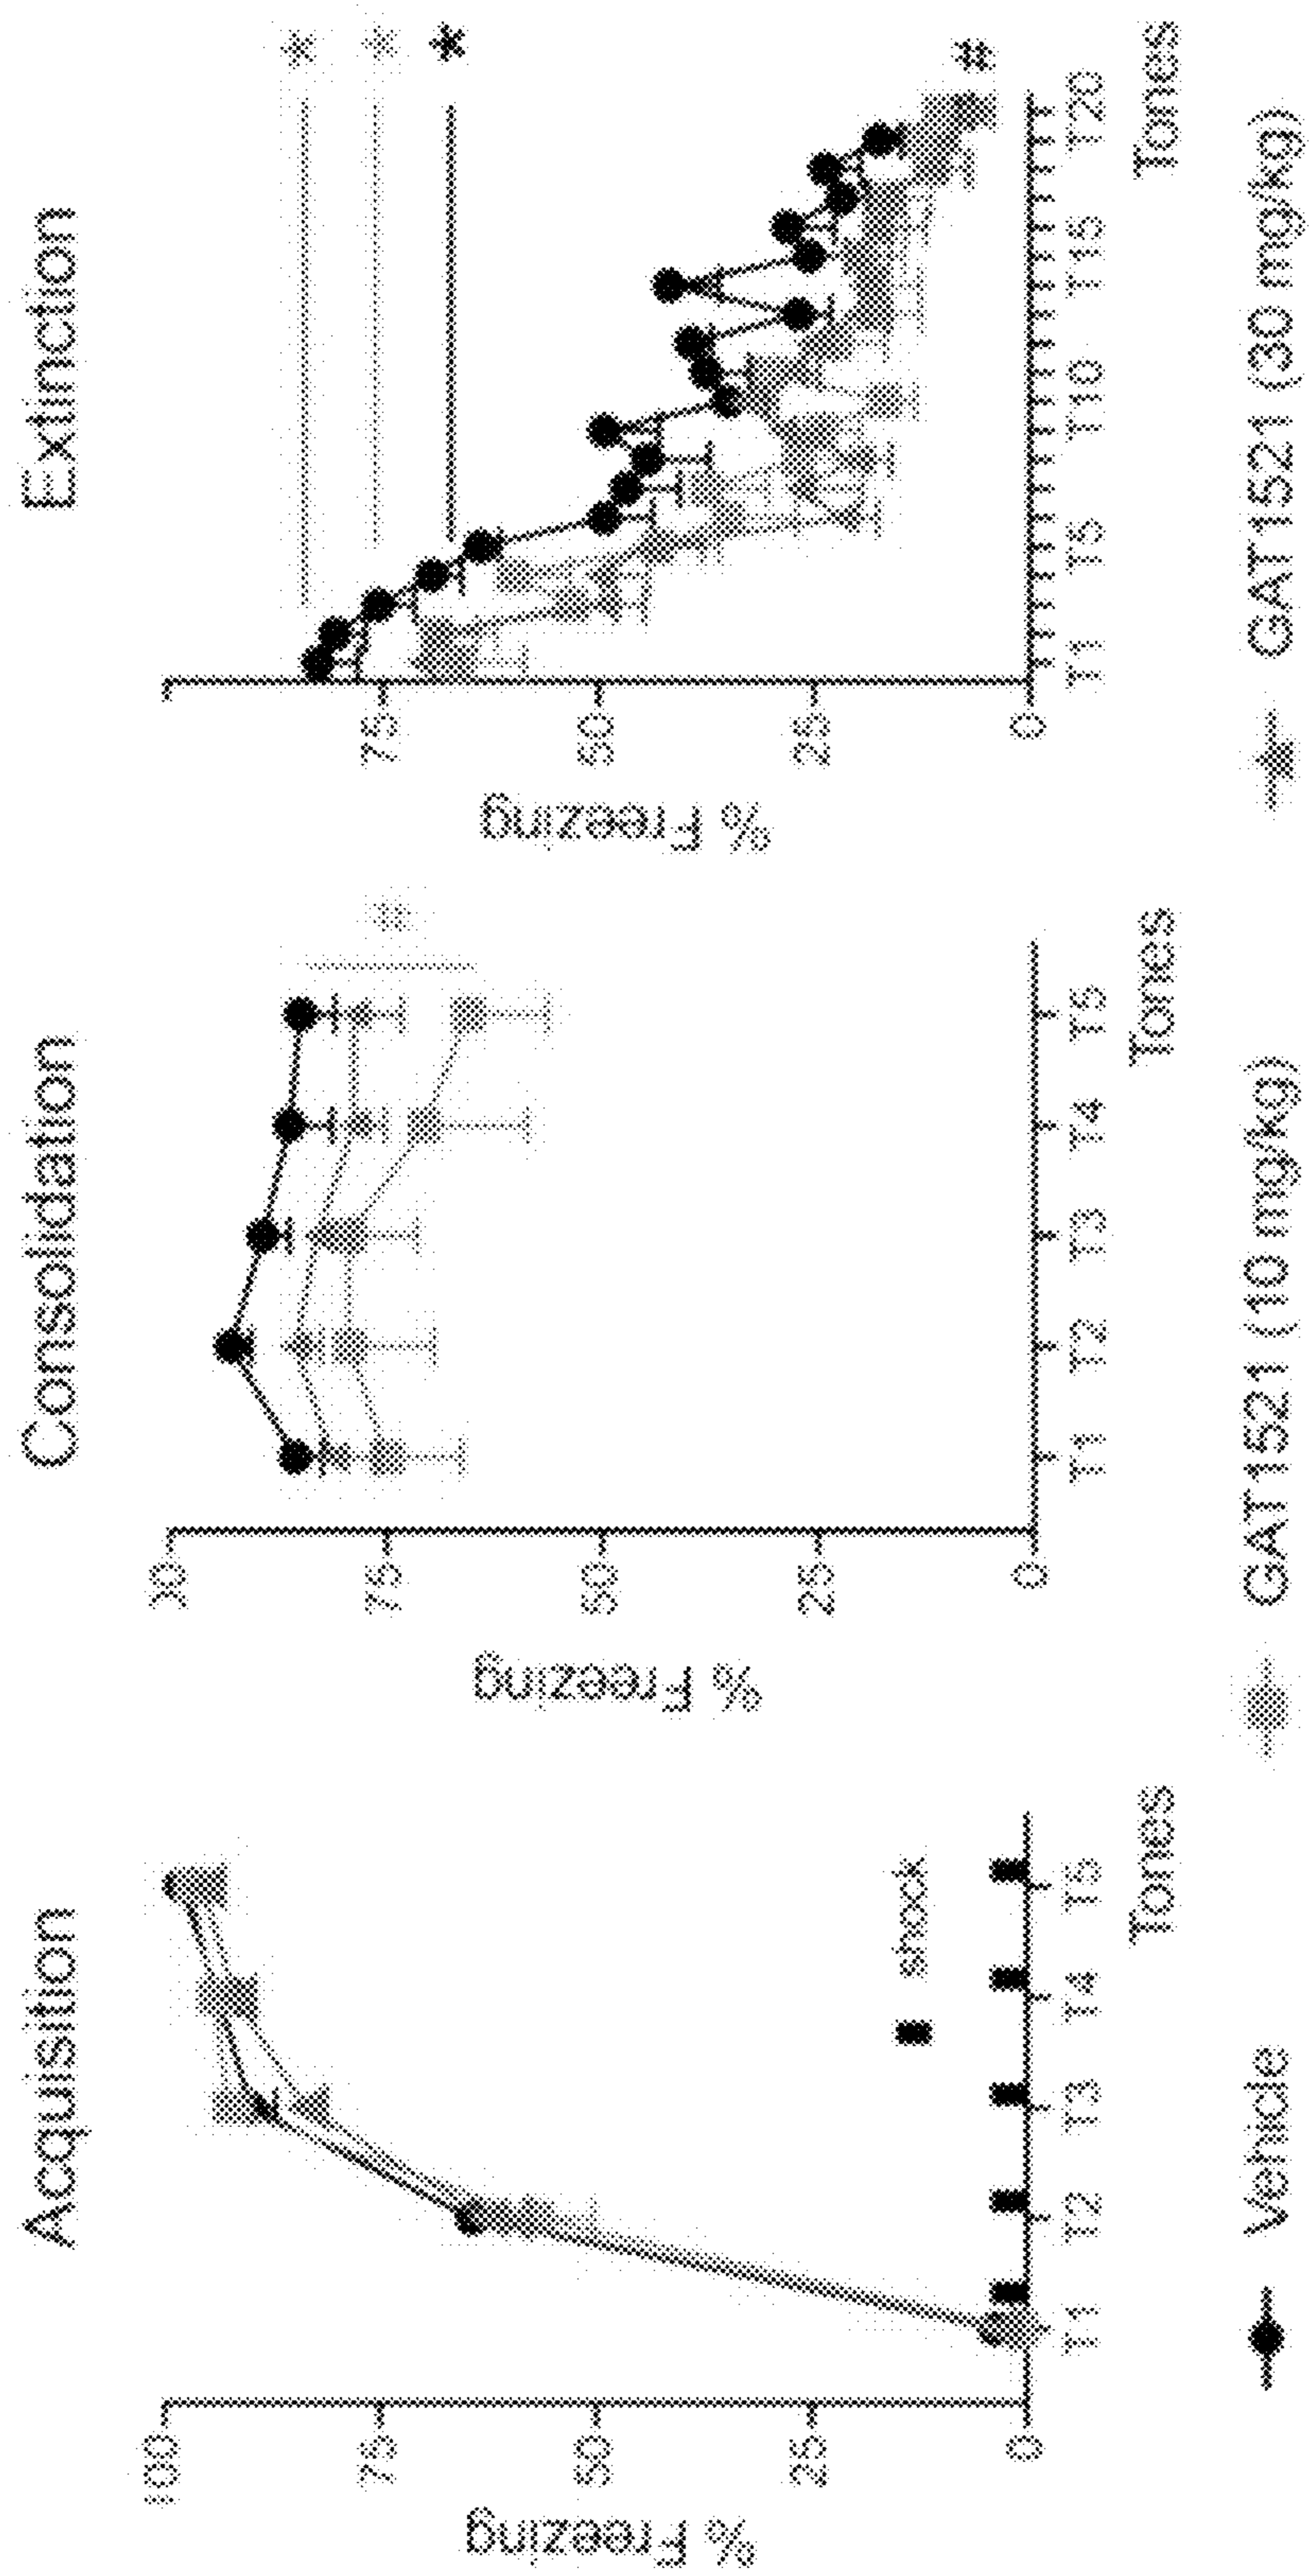 Acquisition
% Freezing
100
75
50
25
0
shock
T1 T2 T3 T4 T5
Tones
Consolidation
% Freezing
00
75
50
25
0
*
T1 T2 T3 T4 T5
Tones
Extinction
% Freezing
75
50
25
0
*
*
*
#
T1 T5 T10 T15 T20
Tones
Vehicle
GAT1521 (10 mg/kg)
GAT1521 (30 mg/kg)